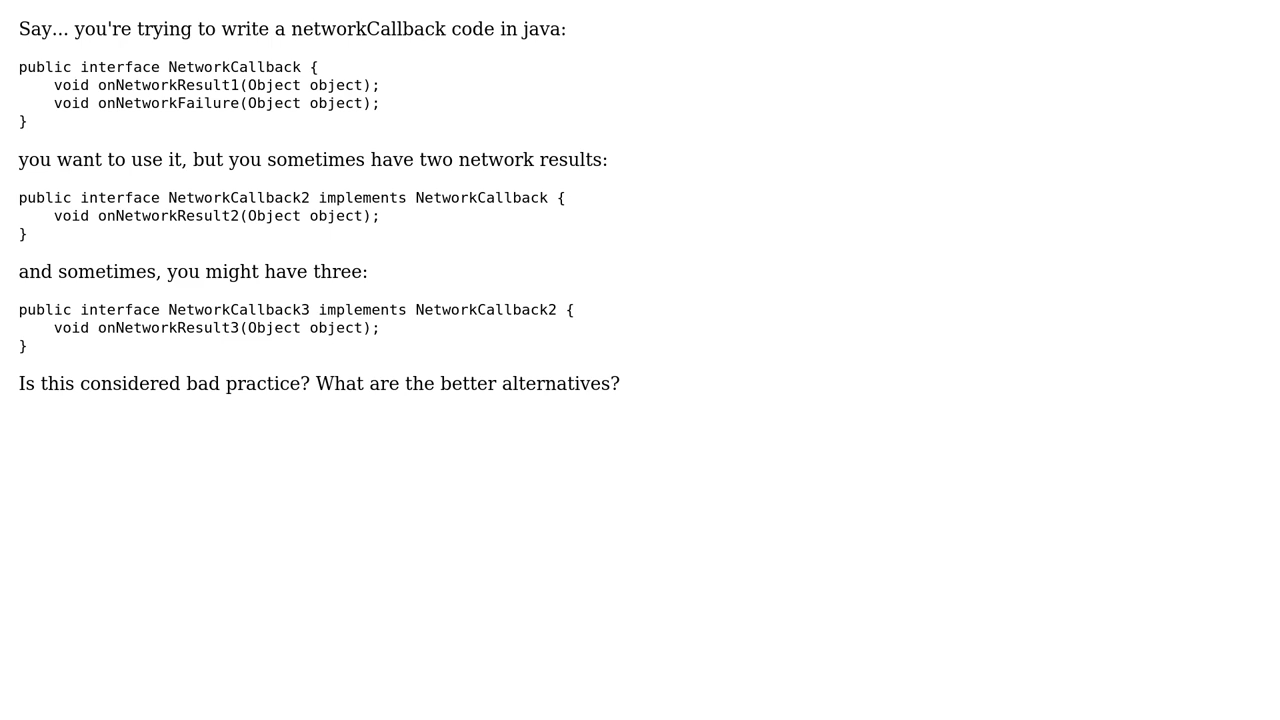 Say... you're trying to write a networkCallback code in java:
public interface NetworkCallback {
    void onNetworkResult1(Object object);
    void onNetworkFailure(Object object);
}
you want to use it, but you sometimes have two network results:
public interface NetworkCallback2 implements NetworkCallback {
    void onNetworkResult2(Object object);
}
and sometimes, you might have three:
public interface NetworkCallback3 implements NetworkCallback2 {
    void onNetworkResult3(Object object);
}
Is this considered bad practice? What are the better alternatives?